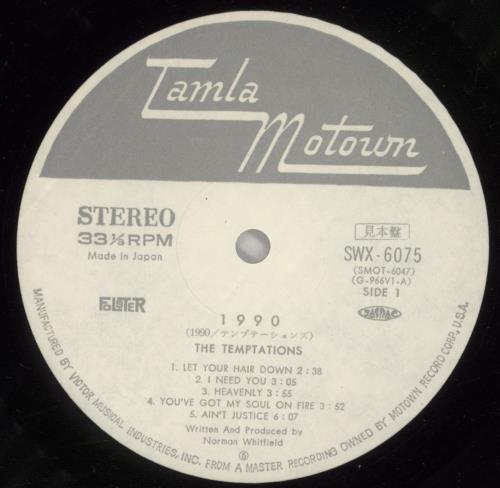 Tamla
Motown
STEREO
33⅓RPM
Made In Japan
見本盤
SWX-6075
(SMOT-6047)
(G-966V1-A)
SIDE 1
1990
(1990/テンプテーションズ)
THE TEMPTATIONS
1. LET YOUR HAIR DOWN 2:38
2. I NEED YOU 3:05
3. HEAVENLY 3:55
4. YOU'VE GOT MY SOUL ON FIRE 3:52
5. AIN'T JUSTICE 6:07
Written And Produced by
Norman Whitfield
⑥
MANUFACTURED BY VICTOR MUSICAL INDUSTRIES, INC. FROM A MASTER RECORDING OWNED BY MOTOWN RECORD CORP., U.S.A.